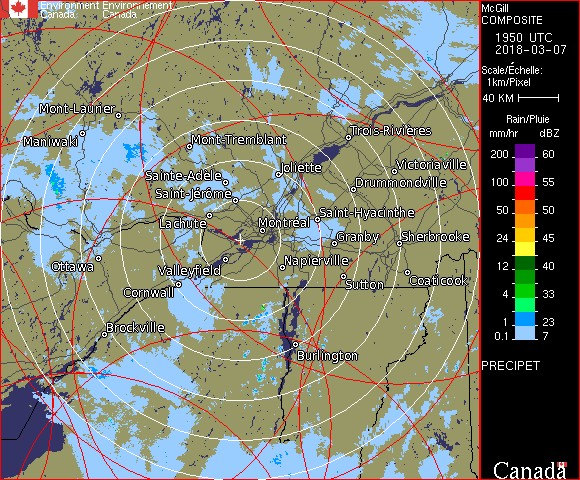 Environment Environnement
Canada Canada
McGill
COMPOSITE
1950 UTC
2018-03-07
Scale/Échelle:
1km/Pixel
40 KM
Rain/Pluie
mm/hr dBZ
200 60
150 57
100 55
50 50
24 45
12 40
4 33
1 23
0.1 7
PRECIPET
Canada
Mont-Laurier
Maniwaki
Mont-Tremblant
Trois-Rivières
Sainte-Adèle
Joliette
Victoriaville
Saint-Jérôme
Drummondville
Lachute
Montréal
Saint-Hyacinthe
Granby
Sherbrooke
Ottawa
Valleyfield
Napierville
Cornwall
Sutton
Coaticook
Brockville
Burlington